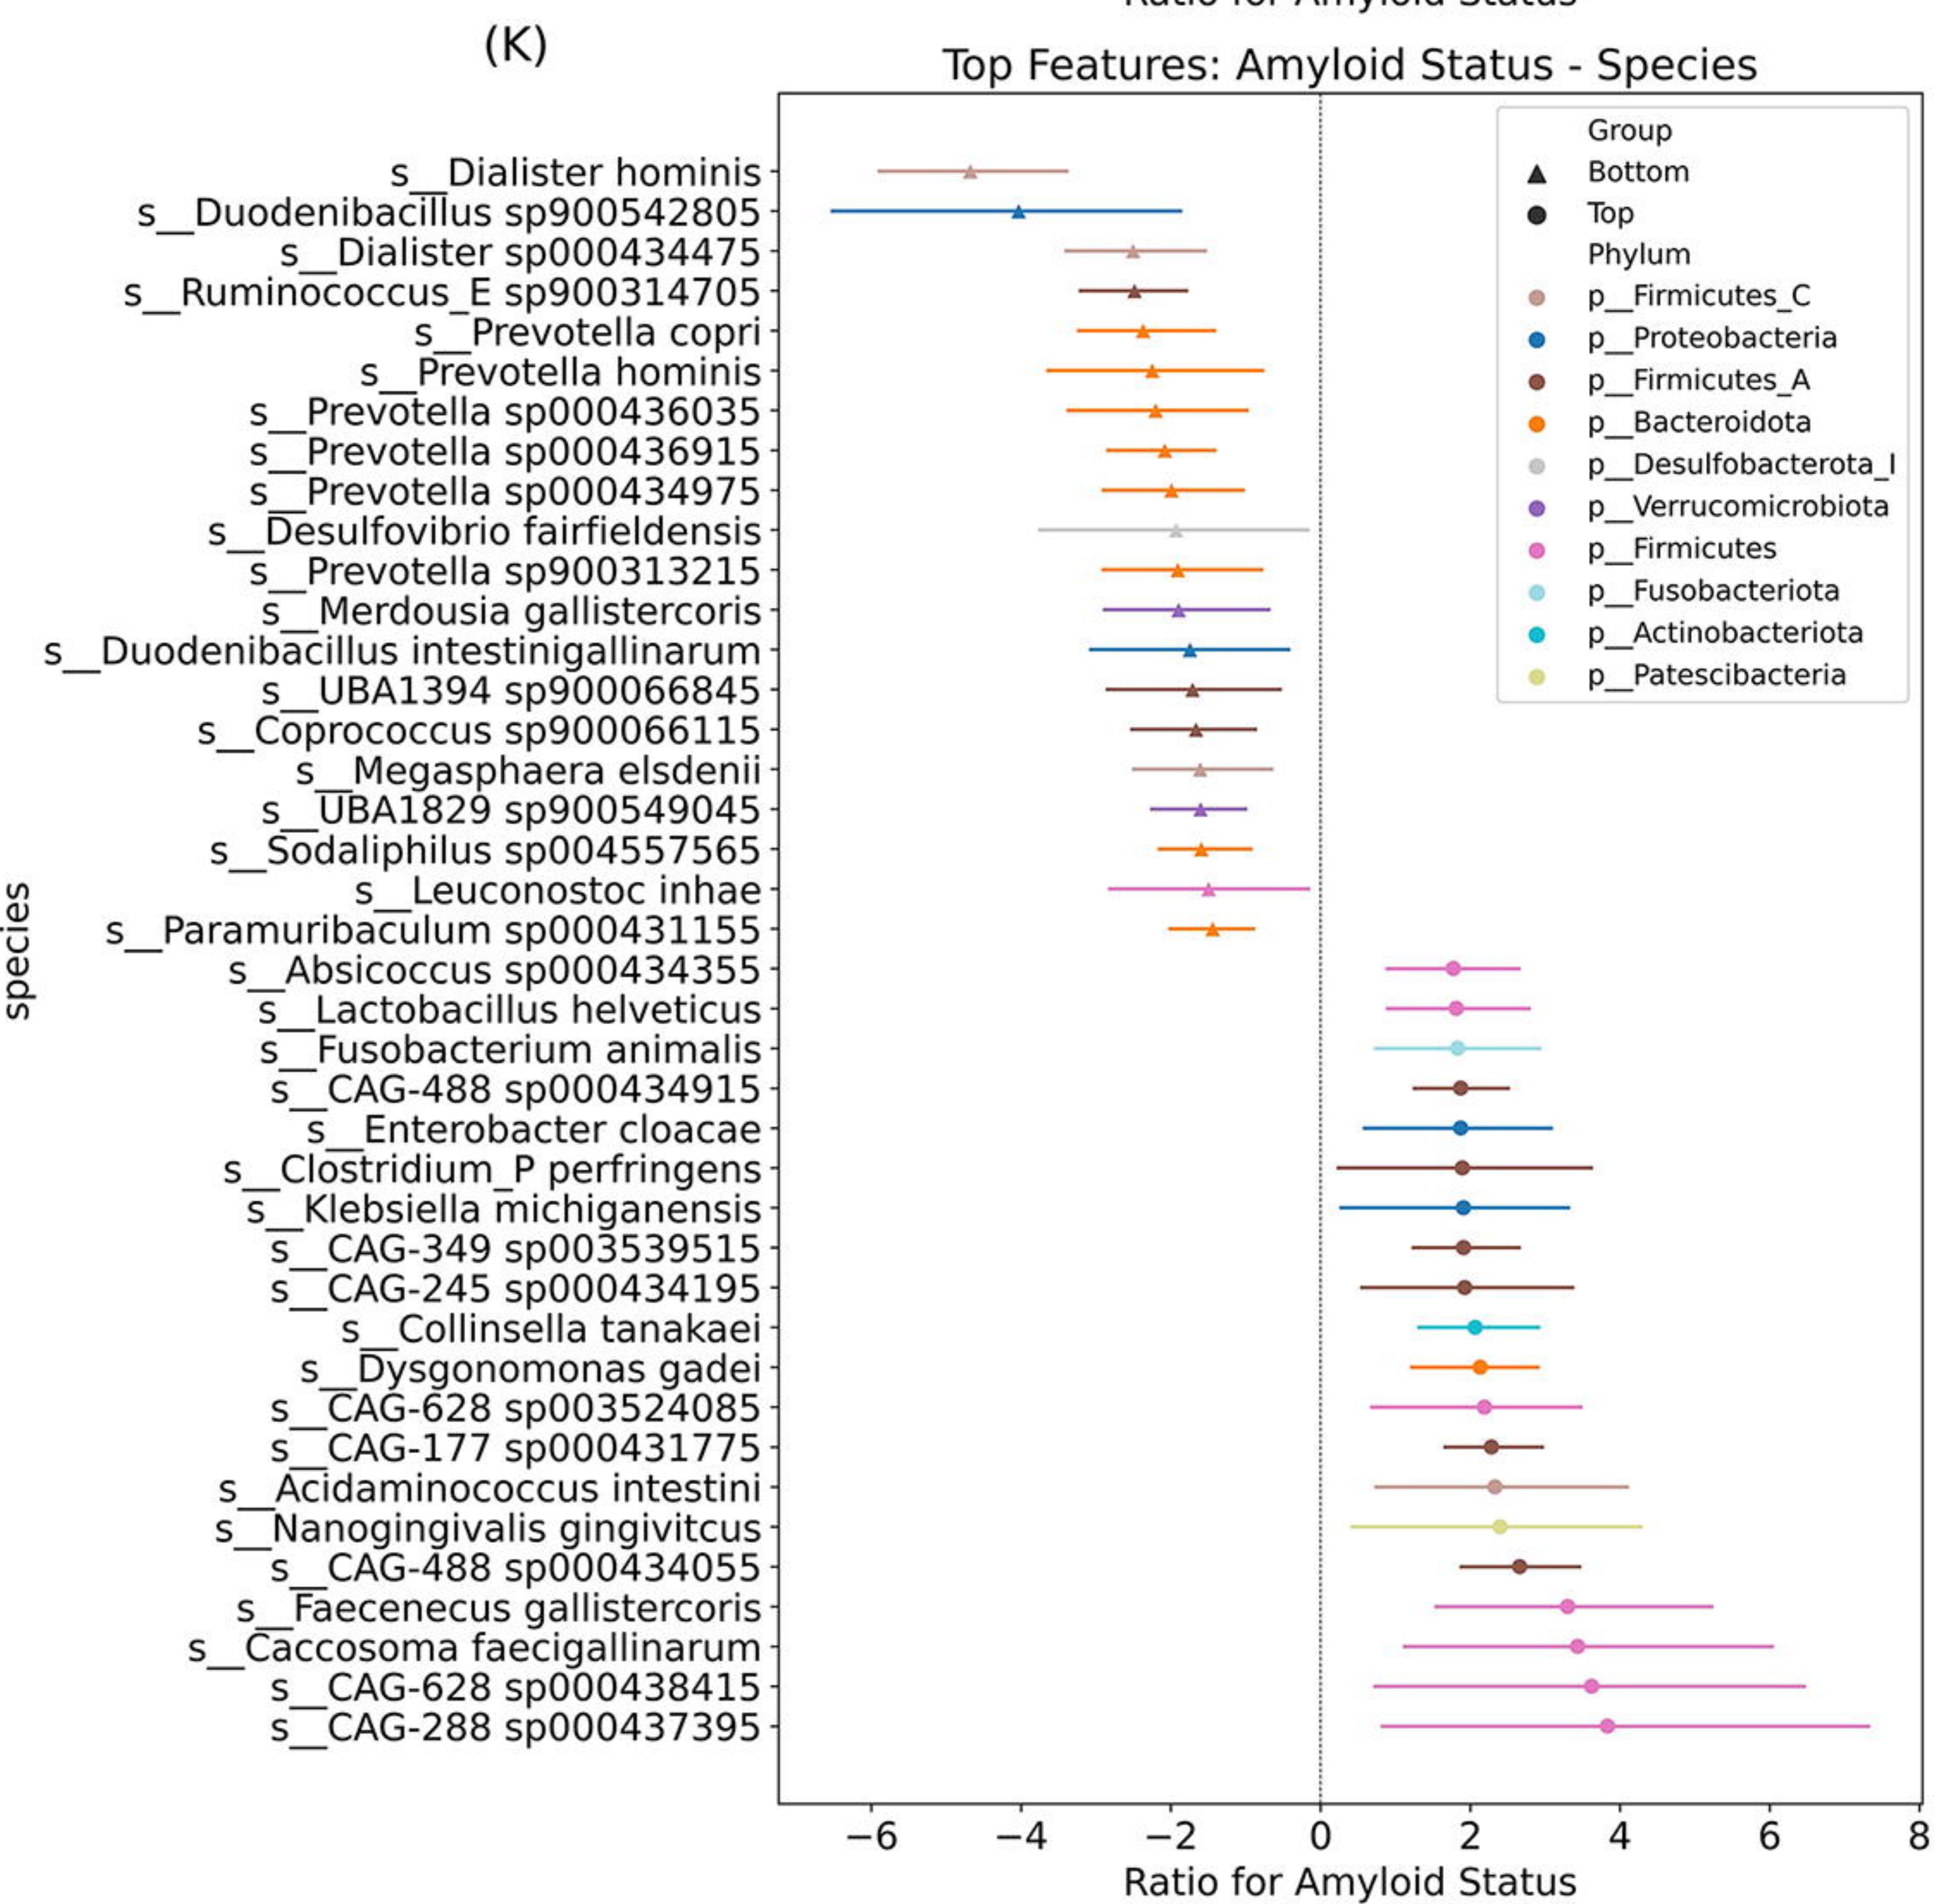 Ratio for Amyloid Status
(K)
Top Features: Amyloid Status - Species
Group
Bottom
Top
Phylum
p__Firmicutes_C
p__Proteobacteria
p__Firmicutes_A
p__Bacteroidota
p__Desulfobacterota_I
p__Verrucomicrobiota
p__Firmicutes
p__Fusobacteriota
p__Actinobacteriota
p__Patescibacteria
species
s__Dialister hominis
s__Duodenibacillus sp900542805
s__Dialister sp000434475
s__Ruminococcus_E sp900314705
s__Prevotella copri
s__Prevotella hominis
s__Prevotella sp000436035
s__Prevotella sp000436915
s__Prevotella sp000434975
s__Desulfovibrio fairfieldensis
s__Prevotella sp900313215
s__Merdousia gallistercoris
s__Duodenibacillus intestinigallinarum
s__UBA1394 sp900066845
s__Coprococcus sp900066115
s__Megasphaera elsdenii
s__UBA1829 sp900549045
s__Sodaliphilus sp004557565
s__Leuconostoc inhae
s__Paramuribaculum sp000431155
s__Absicoccus sp000434355
s__Lactobacillus helveticus
s__Fusobacterium animalis
s__CAG-488 sp000434915
s__Enterobacter cloacae
s__Clostridium_P perfringens
s__Klebsiella michiganensis
s__CAG-349 sp003539515
s__CAG-245 sp000434195
s__Collinsella tanakaei
s__Dysgonomonas gadei
s__CAG-628 sp003524085
s__CAG-177 sp000431775
s__Acidaminococcus intestini
s__Nanogingivalis gingivitcus
s__CAG-488 sp000434055
s__Faecenecus gallistercoris
s__Caccosoma faecigallinarum
s__CAG-628 sp000438415
s__CAG-288 sp000437395
−6 −4 −2 0 2 4 6 8
Ratio for Amyloid Status